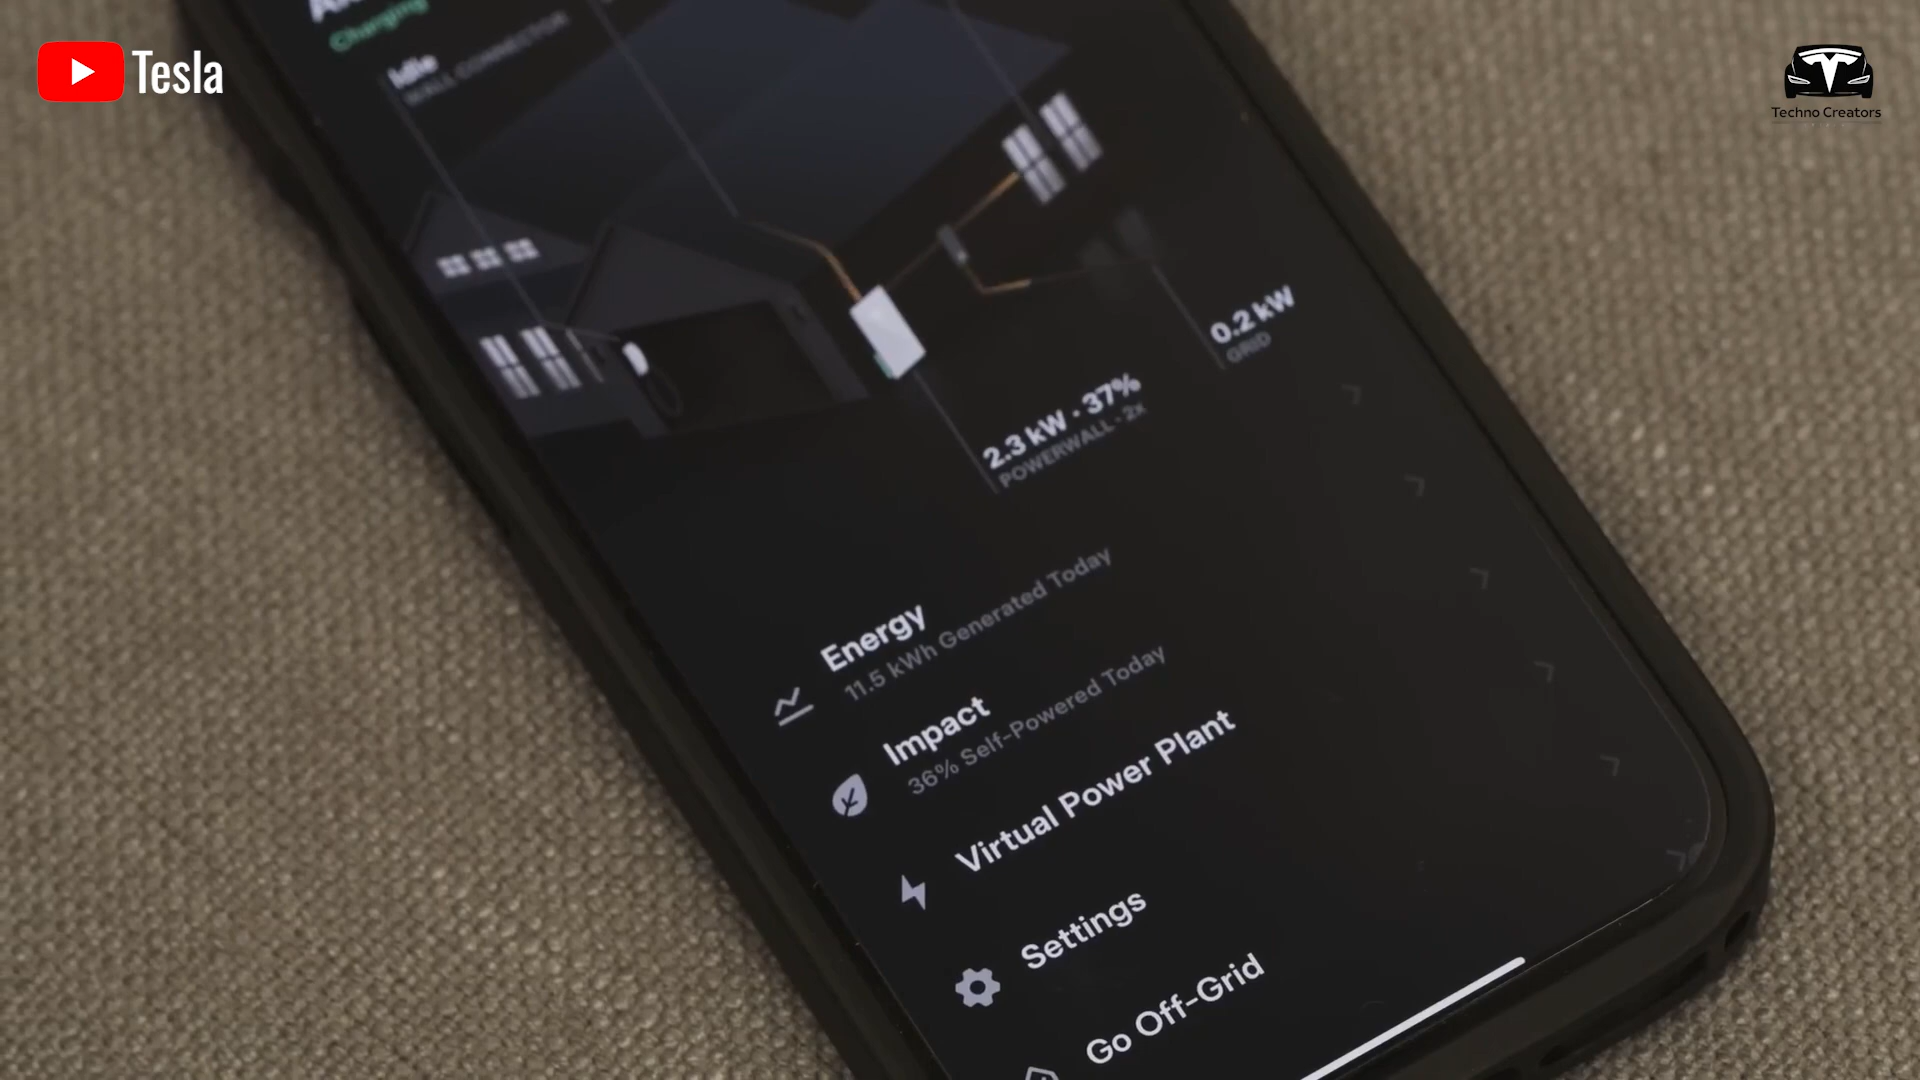 Tesla
Techno Creators
Charging
Idle
WALL CONNECTOR
0.2 kW
GRID
2.3 kW · 37%
POWERWALL · 2x
Energy
11.5 kWh Generated Today
Impact
36% Self-Powered Today
Virtual Power Plant
Settings
Go Off-Grid